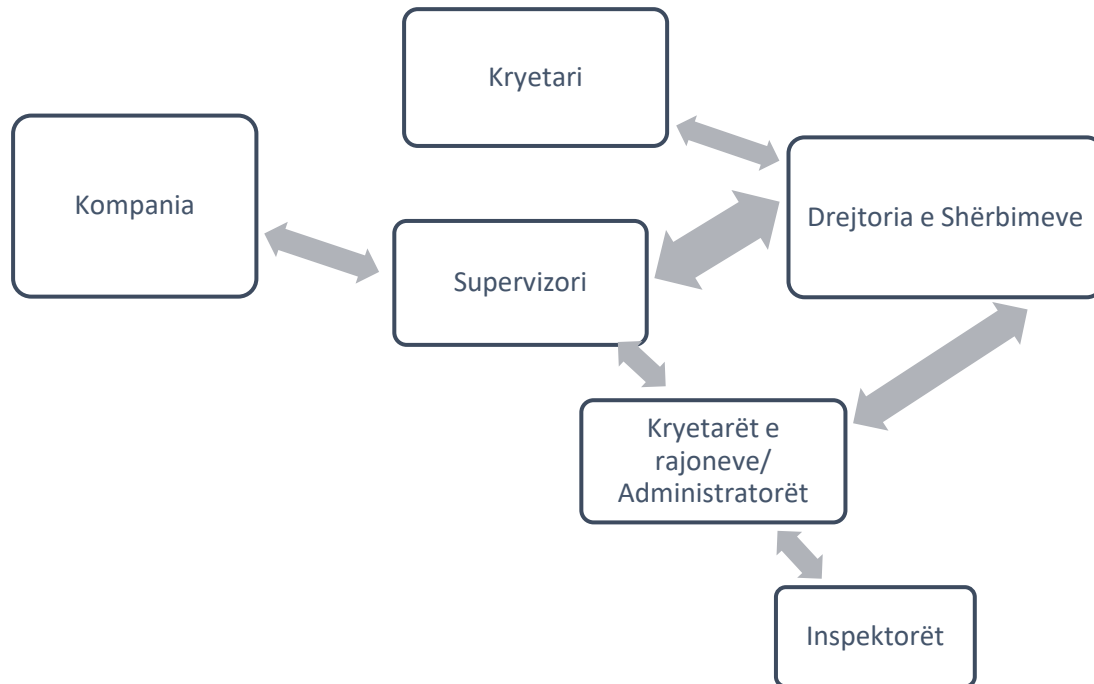 Kryetari
Kompania
Drejtoria e Shërbimeve
Supervizori
Kryetarët e
rajoneve/
Administratorët
Inspektorët